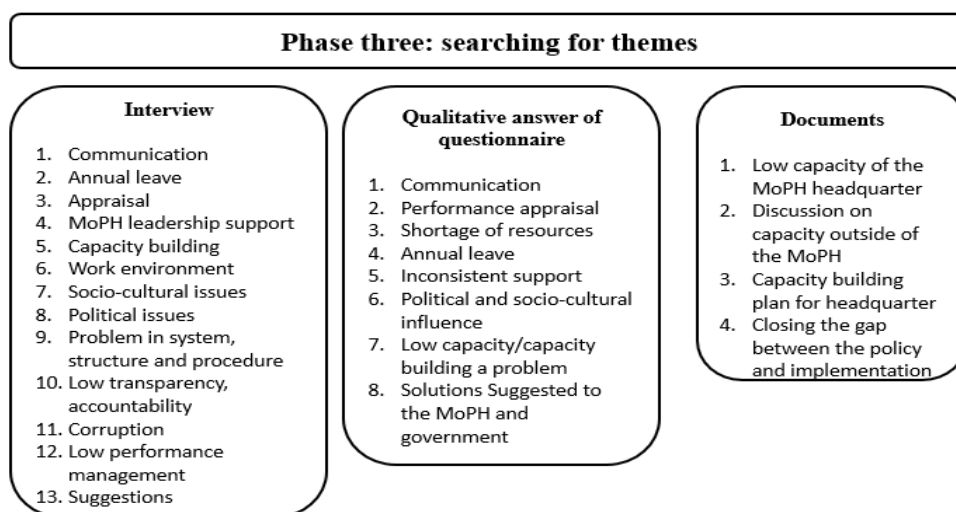 Phase three: searching for themes
Interview
1. Communication
2. Annual leave
3. Appraisal
4. MoPH leadership support
5. Capacity building
6. Work environment
7. Socio-cultural issues
8. Political issues
9. Problem in system,
structure and procedure
10. Low transparency,
accountability
11. Corruption
12. Low performance
management
13. Suggestions
Qualitative answer of
questionnaire
1. Communication
2. Performance appraisal
3. Shortage of resources
4. Annual leave
5. Inconsistent support
6. Political and socio-cultural
influence
7. Low capacity/capacity
building a problem
8. Solutions Suggested to
the MoPH and
government
Documents
1. Low capacity of the
MoPH headquarter
2. Discussion on
capacity outside of
the MoPH
3. Capacity building
plan for headquarter
4. Closing the gap
between the policy
and implementation